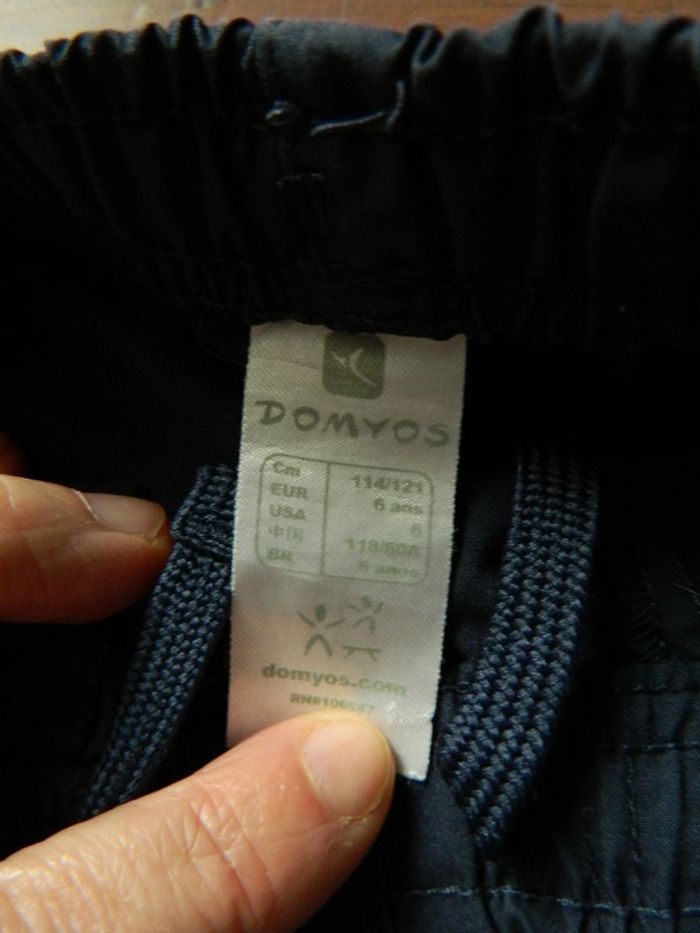 DOMYOS
Cm 114/121
EUR 6 ans
USA 6
中国 118/60A
BR 6 anos
domyos.com